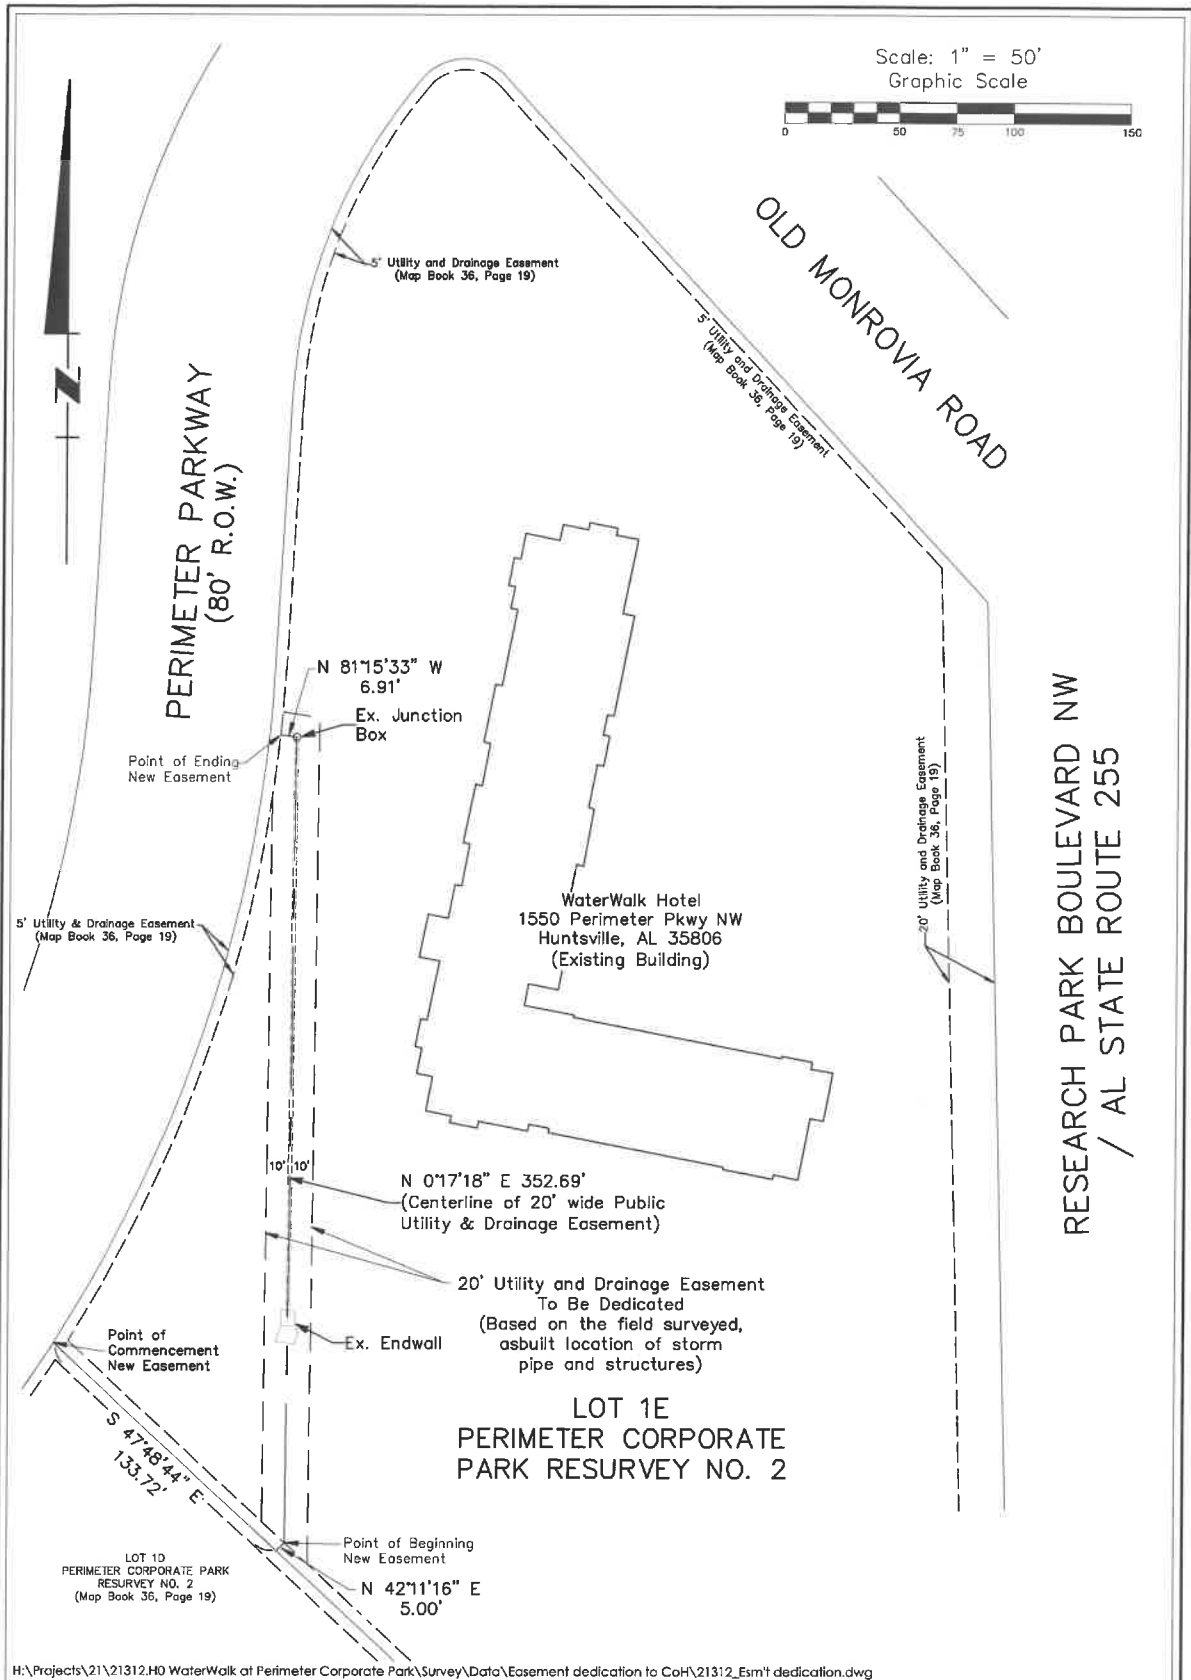 Scale: 1" = 50'
Graphic Scale
0 50 75 100 150
OLD MONROVIA ROAD
5' Utility and Drainage Easement
(Map Book 36, Page 19)
5' Utility and Drainage Easement
(Map Book 36, Page 19)
N
PERIMETER PARKWAY
(80' R.O.W.)
N 81°15'33" W
6.91'
Ex. Junction
Box
Point of Ending
New Easement
RESEARCH PARK BOULEVARD NW
/ AL STATE ROUTE 255
20' Utility and Drainage Easement
(Map Book 36, Page 19)
WaterWalk Hotel
1550 Perimeter Pkwy NW
Huntsville, AL 35806
(Existing Building)
5' Utility & Drainage Easement
(Map Book 36, Page 19)
10' 10'
N 0°17'18" E 352.69'
(Centerline of 20' wide Public
Utility & Drainage Easement)
20' Utility and Drainage Easement
To Be Dedicated
(Based on the field surveyed,
asbuilt location of storm
pipe and structures)
Ex. Endwall
Point of
Commencement
New Easement
LOT 1E
PERIMETER CORPORATE
PARK RESURVEY NO. 2
S 47°48'44" E
133.72'
Point of Beginning
New Easement
N 42°11'16" E
5.00'
LOT 1D
PERIMETER CORPORATE PARK
RESURVEY NO. 2
(Map Book 36, Page 19)
H:\Projects\21\21312.H0 WaterWalk at Perimeter Corporate Park\Survey\Data\Easement dedication to CoH\21312_Esm't dedication.dwg